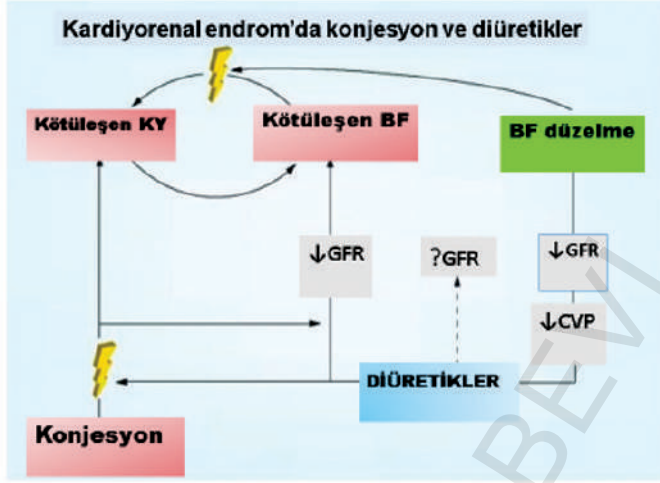 Kardiyorenal endrom'da konjesyon ve diüretikler
Kötüleşen KY
Kötüleşen BF
BF düzelme
↓GFR
?GFR
↓GFR
↓CVP
DİÜRETİKLER
Konjesyon
BEVİ